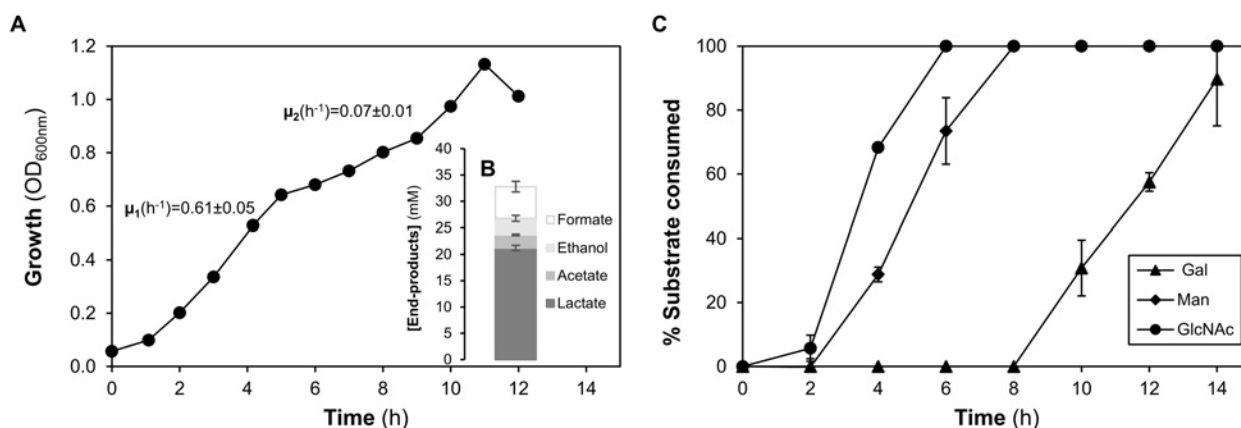 A
Growth (OD600nm)
1.2
1.0
0.8
0.6
0.4
0.2
0.0
μ1(h-1)=0.61±0.05
μ2(h-1)=0.07±0.01
0 2 4 6 8 10 12 14
Time (h)
B
[End-products] (mM)
40
35
30
25
20
15
10
5
0
Formate
Ethanol
Acetate
Lactate
C
% Substrate consumed
100
80
60
40
20
0
0 2 4 6 8 10 12 14
Time (h)
Gal
Man
GlcNAc